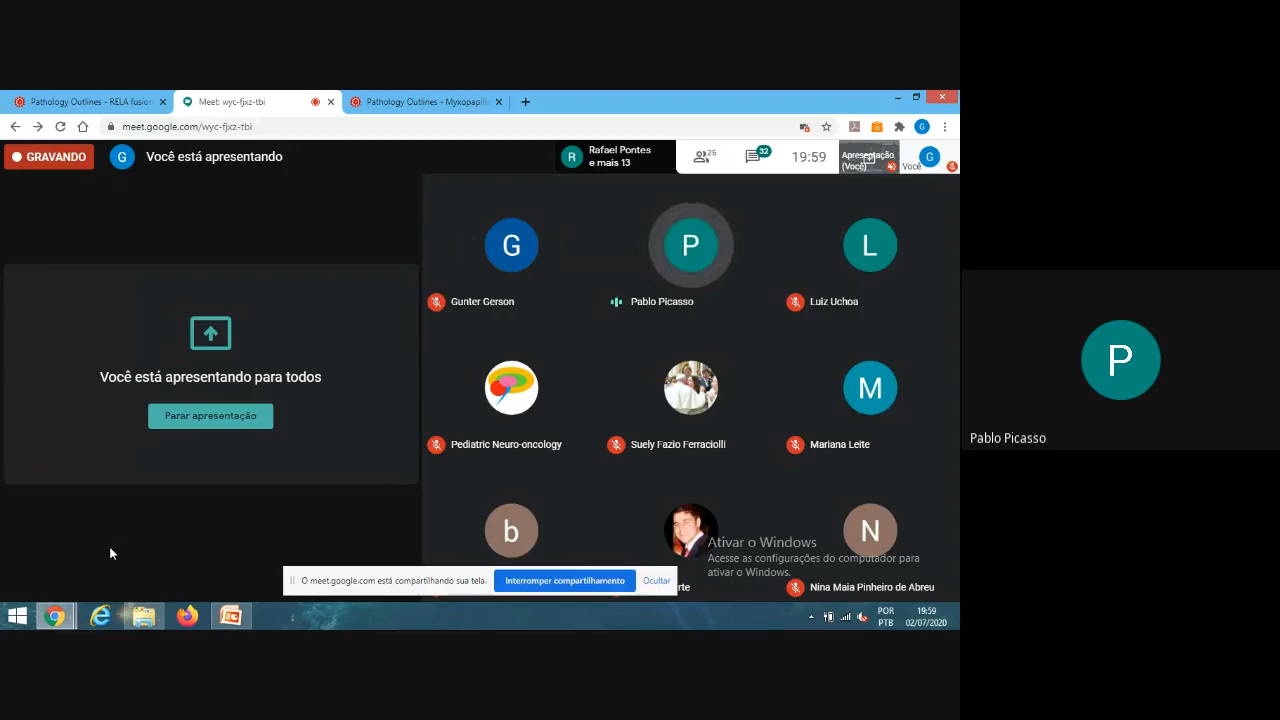 Pathology Outlines - RELA fusion
Meet: wyc-fjxz-tbi
Pathology Outlines - Myxopapilla
meet.google.com/wyc-fjxz-tbi
GRAVANDO
G
Você está apresentando
R
Rafael Pontes
e mais 13
25
32
19:59
Apresentação
(Você)
G
Você
G
P
L
Gunter Gerson
Pablo Picasso
Luiz Uchoa
Você está apresentando para todos
Parar apresentação
M
Pediatric Neuro-oncology
Suely Fazio Ferraciolli
Mariana Leite
b
N
Ativar o Windows
Acesse as configurações do computador para
ativar o Windows.
O meet.google.com está compartilhando sua tela.
Interromper compartilhamento
Ocultar
rte
Nina Maia Pinheiro de Abreu
POR
PTB
19:59
02/07/2020
P
Pablo Picasso